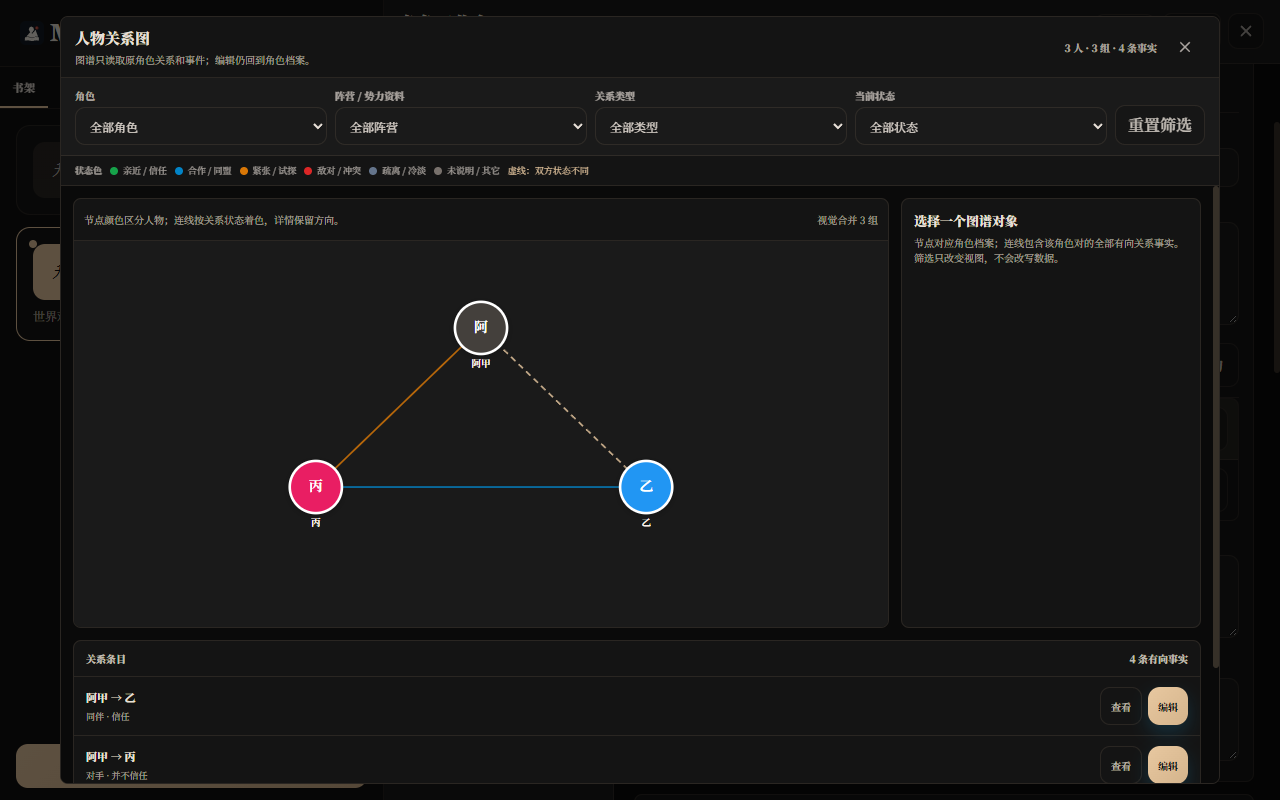 人物关系图
图谱只读取原角色关系和事件；编辑仍回到角色档案。
3 人 · 3 组 · 4 条事实
书架
角色
阵营 / 势力资料
关系类型
当前状态
全部角色
全部阵营
全部类型
全部状态
重置筛选
状态色 亲近 / 信任 合作 / 同盟 紧张 / 试探 敌对 / 冲突 疏离 / 冷淡 未说明 / 其它 虚线：双方状态不同
节点颜色区分人物；连线按关系状态着色，详情保留方向。
视觉合并 3 组
选择一个图谱对象
节点对应角色档案；连线包含该角色对的全部有向关系事实。
筛选只改变视图，不会改写数据。
世界
阿
阿甲
丙
丙
乙
乙
关系条目
4 条有向事实
阿甲 → 乙
同伴 · 信任
查看
编辑
阿甲 → 丙
对手 · 并不信任
查看
编辑